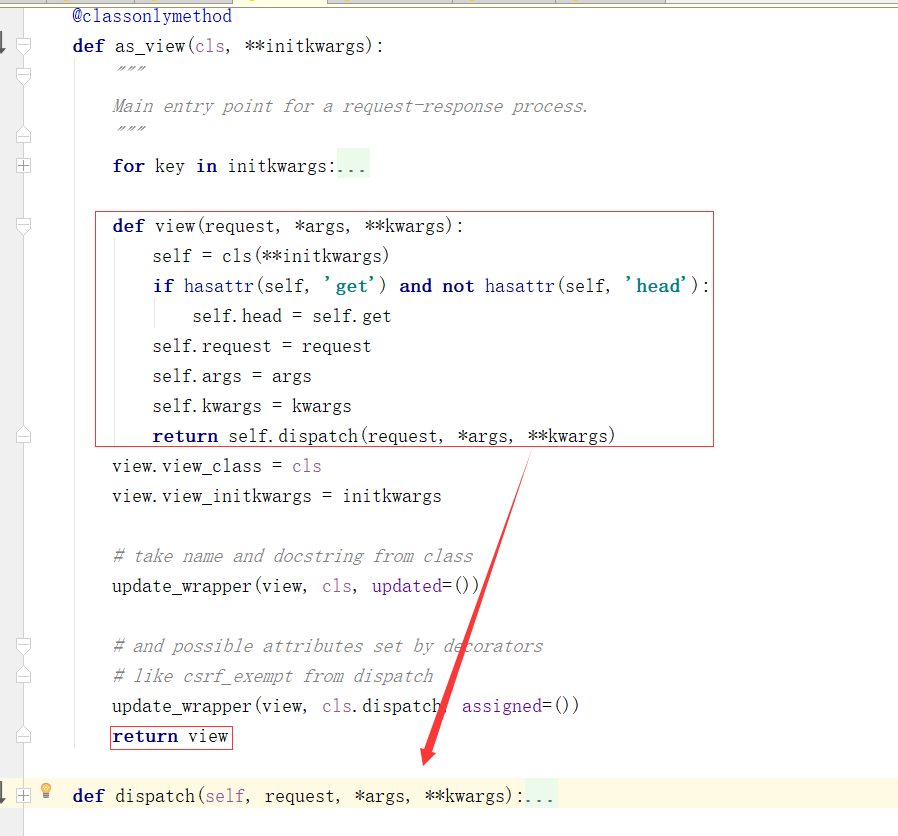 @classonlymethod
def as_view(cls, **initkwargs):
"""
Main entry point for a request-response process.
"""
for key in initkwargs:...
def view(request, *args, **kwargs):
self = cls(**initkwargs)
if hasattr(self, 'get') and not hasattr(self, 'head'):
self.head = self.get
self.request = request
self.args = args
self.kwargs = kwargs
return self.dispatch(request, *args, **kwargs)
view.view_class = cls
view.view_initkwargs = initkwargs
# take name and docstring from class
update_wrapper(view, cls, updated=())
# and possible attributes set by decorators
# like csrf_exempt from dispatch
update_wrapper(view, cls.dispatch, assigned=())
return view
def dispatch(self, request, *args, **kwargs):...